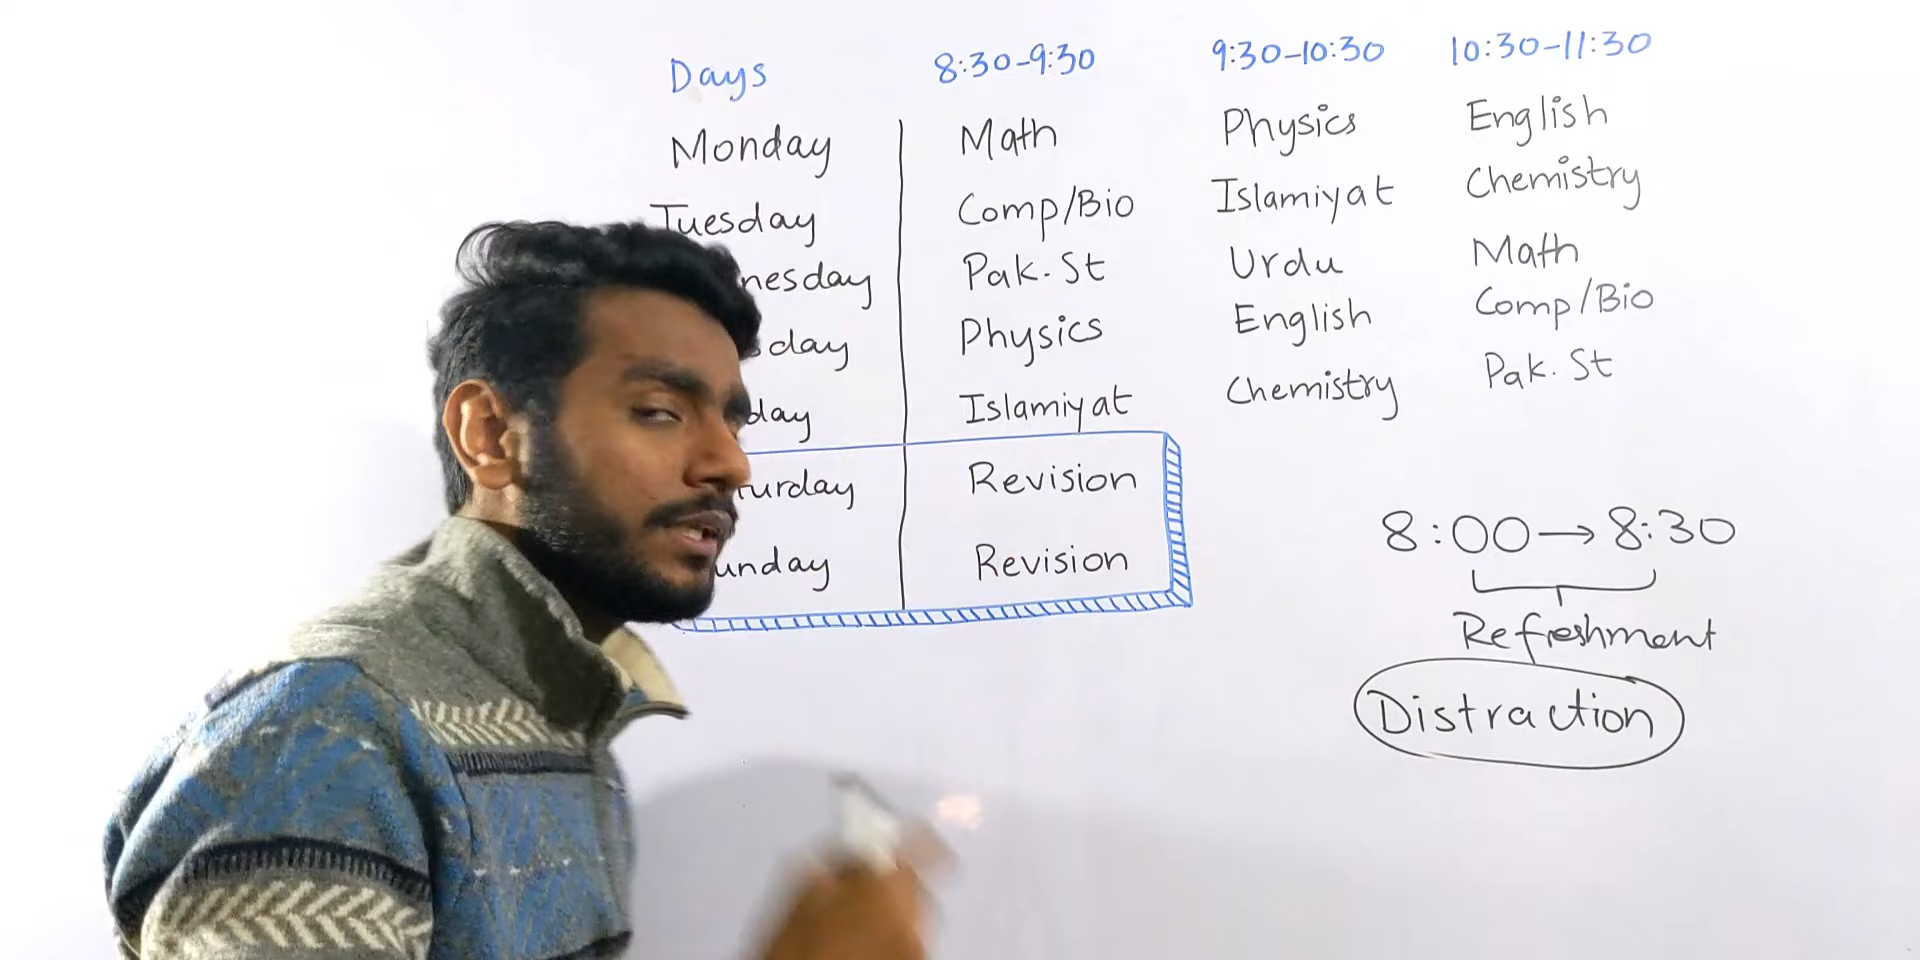 Days 8:30-9:30 9:30-10:30 10:30-11:30
Monday Math Physics English
Tuesday Comp/Bio Islamiyat Chemistry
nesday Pak. St Urdu Math
sday Physics English Comp/Bio
day Islamiyat Chemistry Pak. St
turday Revision
unday Revision
8:00→8:30
Refreshment
Distraction